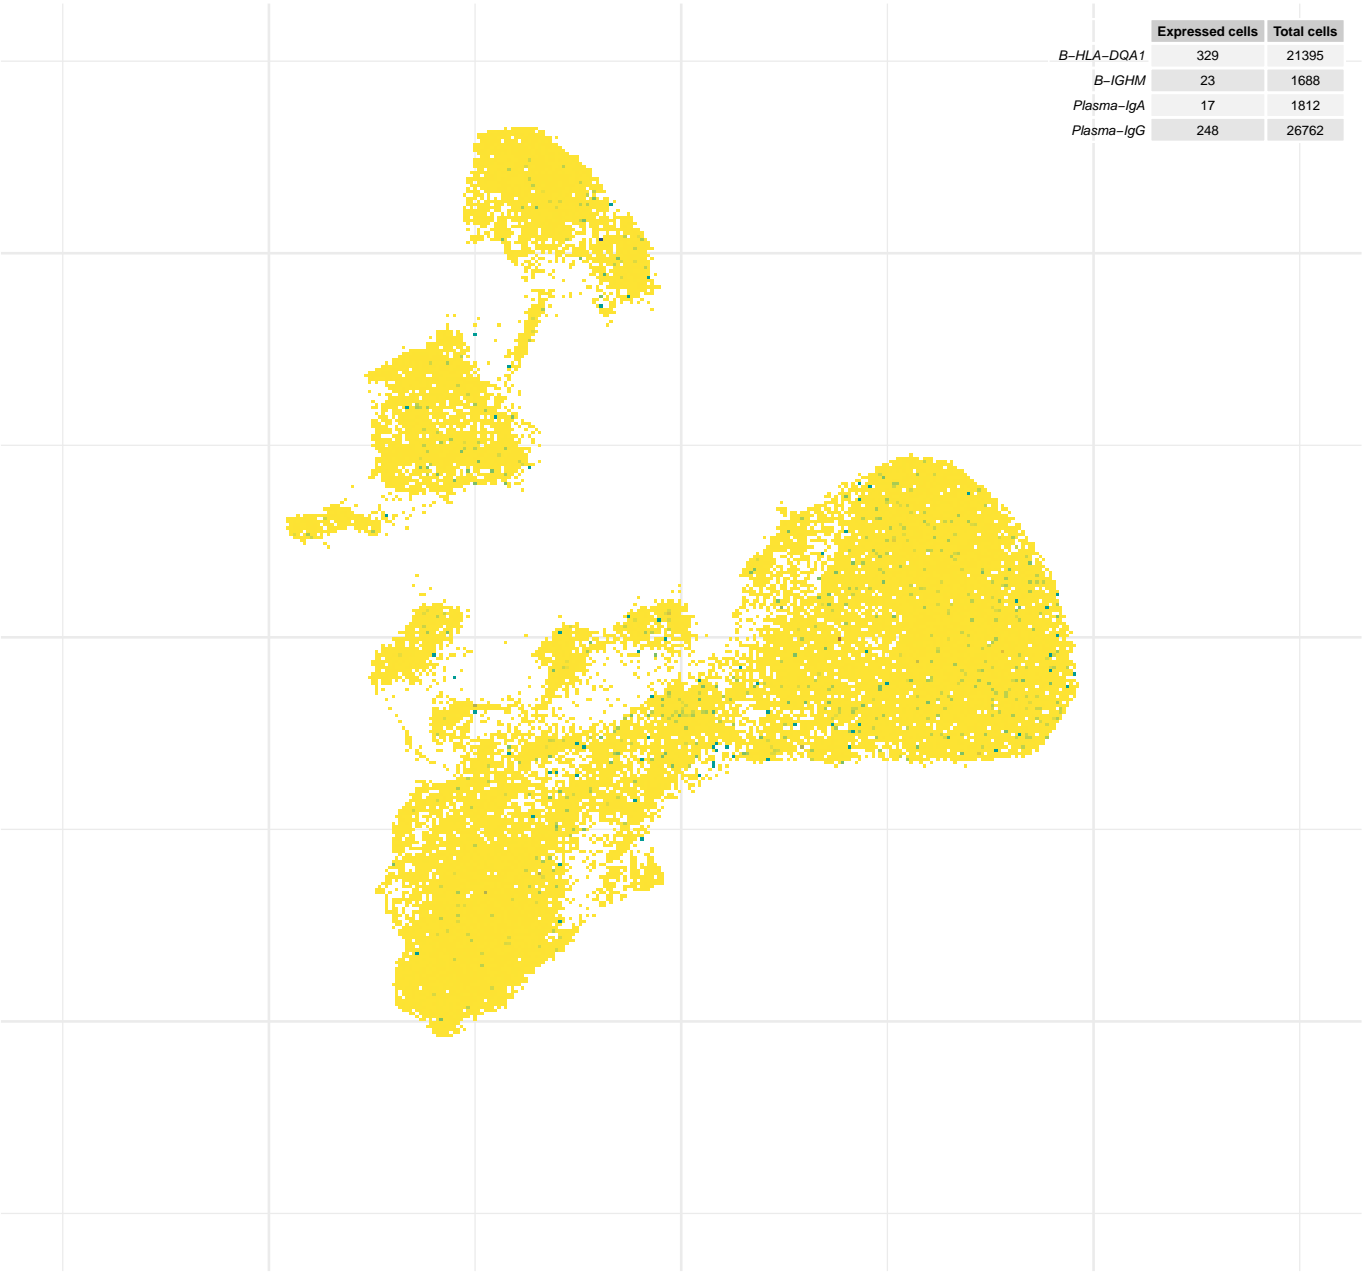 Expressed cells Total cells
B−HLA−DQA1 329 21395
B−IGHM 23 1688
Plasma−IgA 17 1812
Plasma−IgG 248 26762